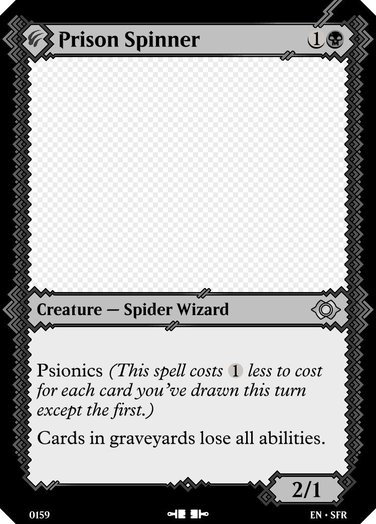 Prison Spinner 1
Creature — Spider Wizard
Psionics (This spell costs 1 less to cost
for each card you've drawn this turn
except the first.)
Cards in graveyards lose all abilities.
2/1
0159 EN • SFR